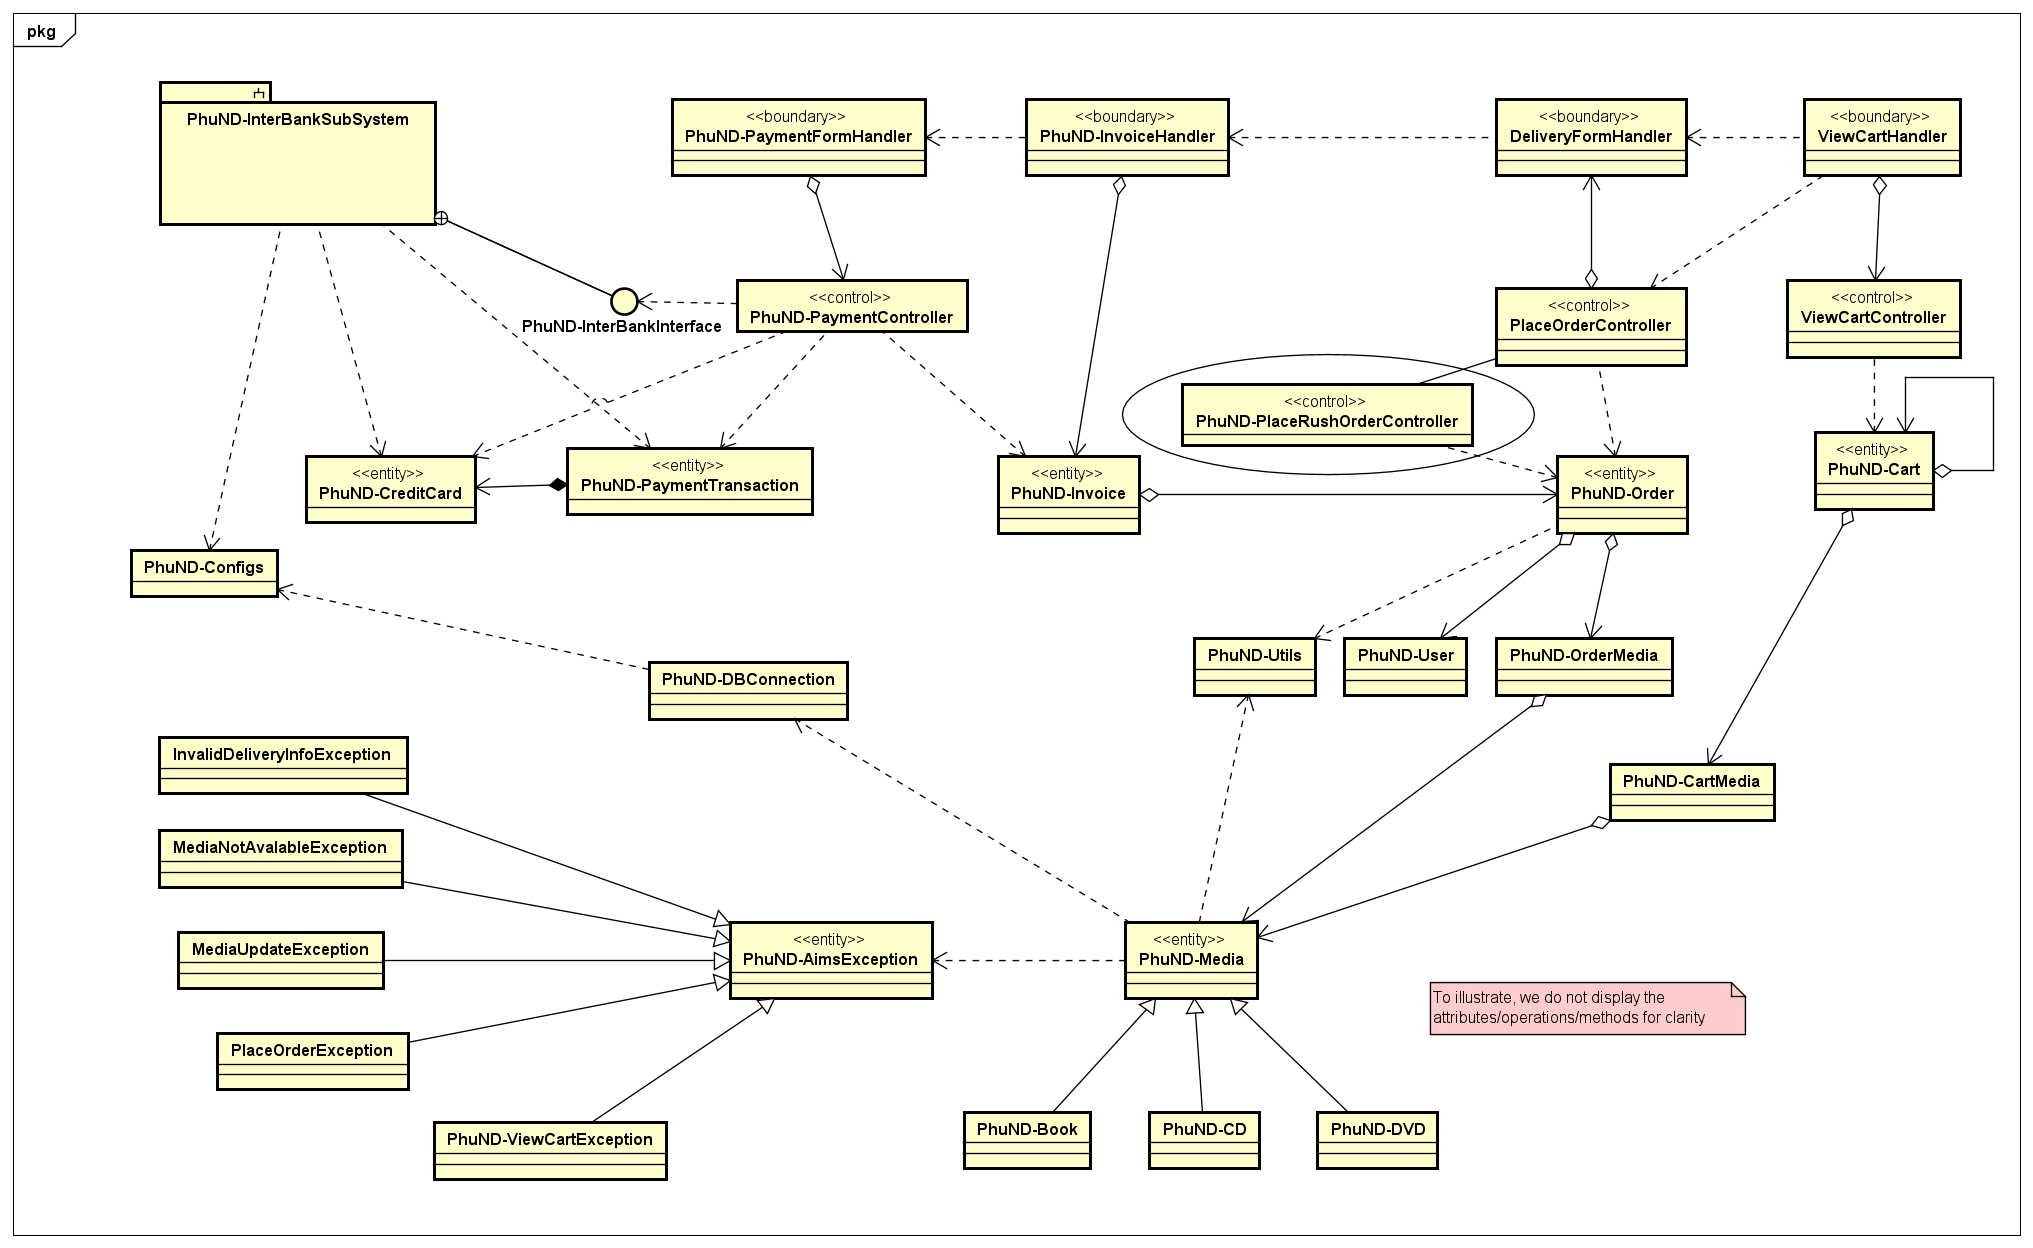 pkg
PhuND-InterBankSubSystem
<<boundary>>
PhuND-PaymentFormHandler
<<boundary>>
PhuND-InvoiceHandler
<<boundary>>
DeliveryFormHandler
<<boundary>>
ViewCartHandler
PhuND-InterBankInterface
<<control>>
PhuND-PaymentController
<<control>>
PlaceOrderController
<<control>>
ViewCartController
<<control>>
PhuND-PlaceRushOrderController
<<entity>>
PhuND-CreditCard
<<entity>>
PhuND-PaymentTransaction
<<entity>>
PhuND-Invoice
<<entity>>
PhuND-Order
<<entity>>
PhuND-Cart
PhuND-Configs
PhuND-DBConnection
PhuND-Utils
PhuND-User
PhuND-OrderMedia
PhuND-CartMedia
InvalidDeliveryInfoException
MediaNotAvalableException
MediaUpdateException
PlaceOrderException
PhuND-ViewCartException
<<entity>>
PhuND-AimsException
<<entity>>
PhuND-Media
To illustrate, we do not display the
attributes/operations/methods for clarity
PhuND-Book
PhuND-CD
PhuND-DVD